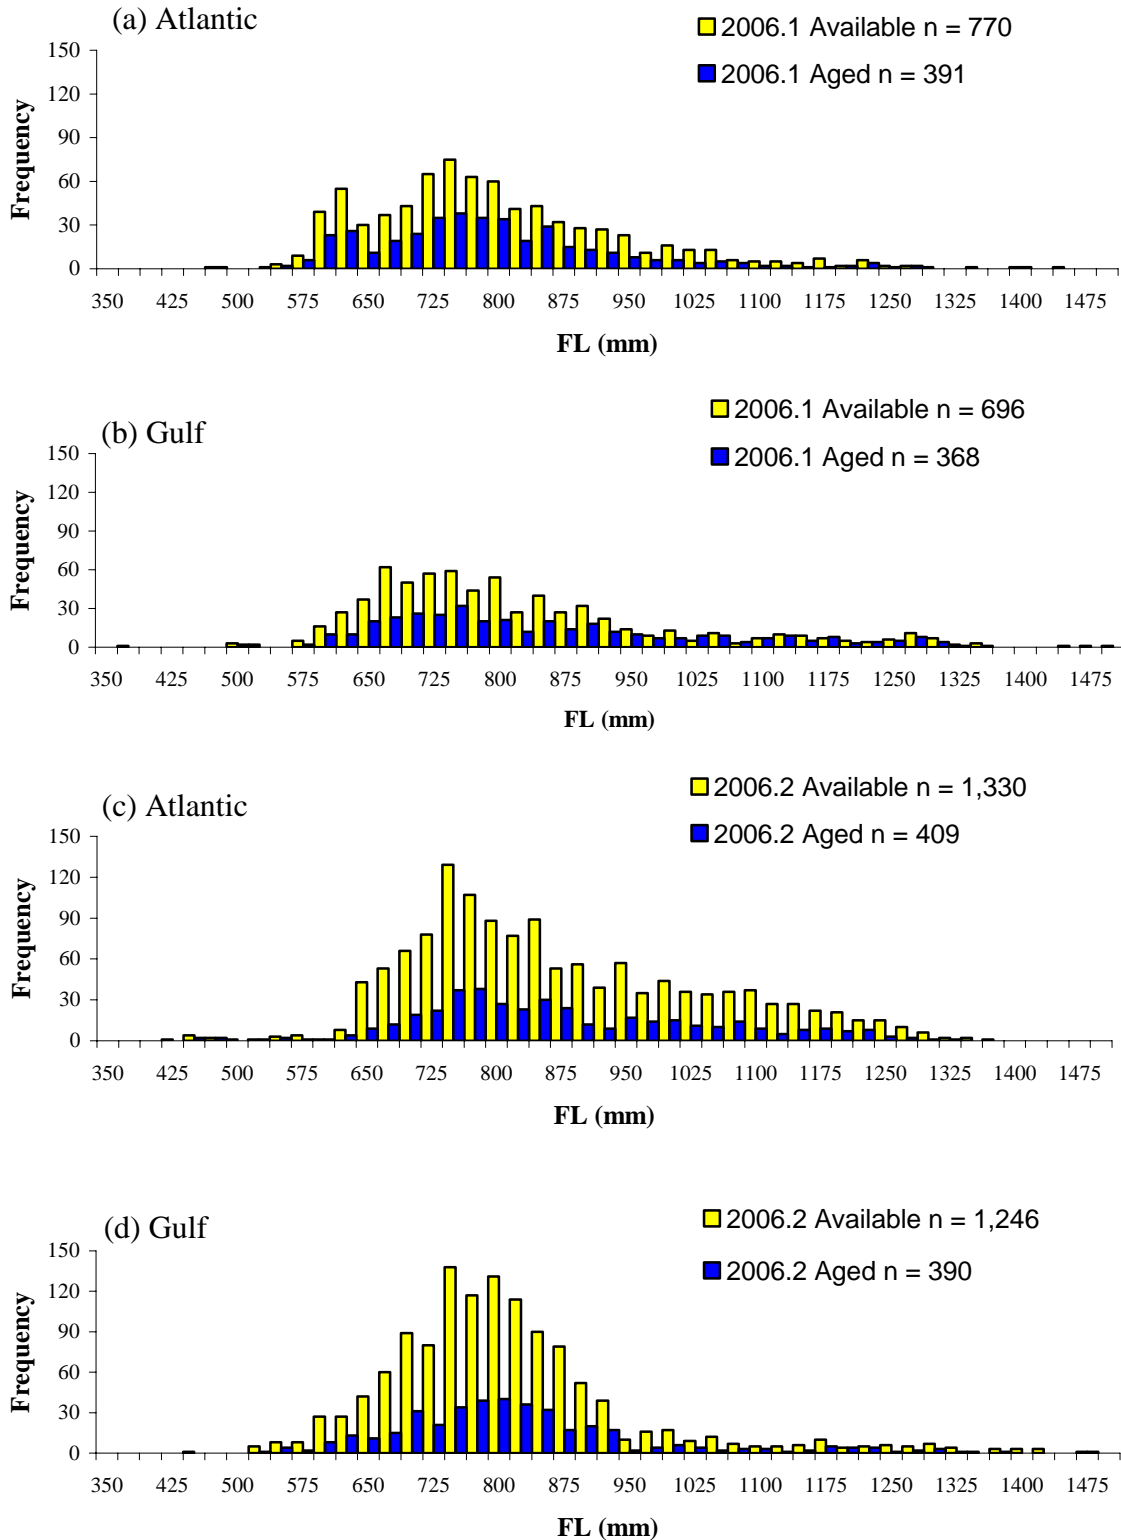 (a) Atlantic
2006.1 Available n = 770
2006.1 Aged n = 391
150
120
90
60
30
0
Frequency
350 425 500 575 650 725 800 875 950 1025 1100 1175 1250 1325 1400 1475
FL (mm)
(b) Gulf
2006.1 Available n = 696
2006.1 Aged n = 368
150
120
90
60
30
0
Frequency
350 425 500 575 650 725 800 875 950 1025 1100 1175 1250 1325 1400 1475
FL (mm)
(c) Atlantic
2006.2 Available n = 1,330
2006.2 Aged n = 409
150
120
90
60
30
0
Frequency
350 425 500 575 650 725 800 875 950 1025 1100 1175 1250 1325 1400 1475
FL (mm)
(d) Gulf
2006.2 Available n = 1,246
2006.2 Aged n = 390
150
120
90
60
30
0
Frequency
350 425 500 575 650 725 800 875 950 1025 1100 1175 1250 1325 1400 1475
FL (mm)